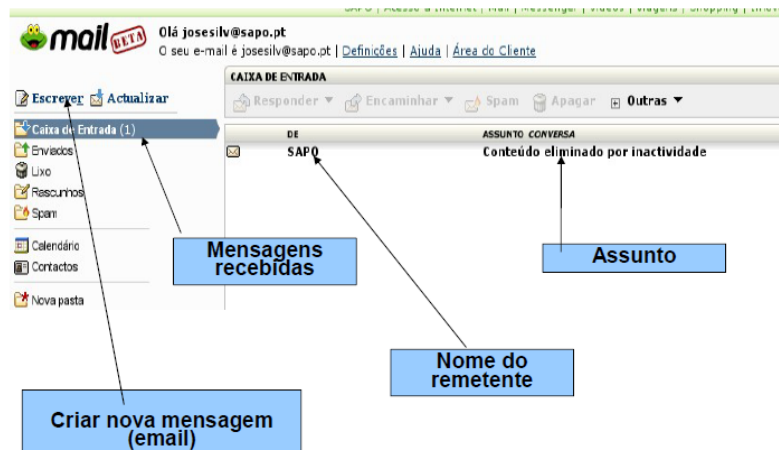 SAPO | Acesso à Internet | Mail | Messenger | Vídeos | Viagens | Shopping |
mail BETA
Olá josesilv@sapo.pt
O seu e-mail é josesilv@sapo.pt | Definições | Ajuda | Área do Cliente
CAIXA DE ENTRADA
Escrever Actualizar
Responder Encaminhar Spam Apagar Outras
Caixa de Entrada (1)
DE ASSUNTO CONVERSA
Enviados
SAPO Conteúdo eliminado por inactividade
Lixo
Rascunhos
Spam
Calendário
Contactos
Nova pasta
Mensagens
recebidas
Assunto
Nome do
remetente
Criar nova mensagem
(email)